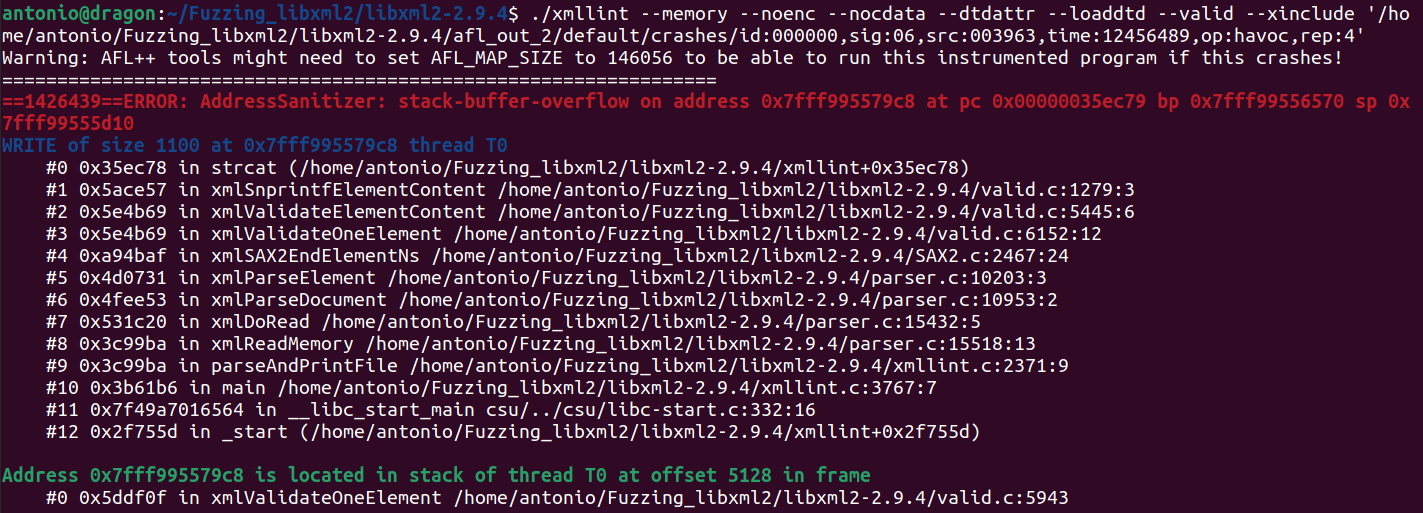 antonio@dragon:~/Fuzzing_libxml2/libxml2-2.9.4$ ./xmllint --memory --noenc --nocdata --dtdattr --loaddtd --valid --xinclude '/ho
me/antonio/Fuzzing_libxml2/libxml2-2.9.4/afl_out_2/default/crashes/id:000000,sig:06,src:003963,time:12456489,op:havoc,rep:4'
Warning: AFL++ tools might need to set AFL_MAP_SIZE to 146056 to be able to run this instrumented program if this crashes!
=================================================================
==1426439==ERROR: AddressSanitizer: stack-buffer-overflow on address 0x7fff995579c8 at pc 0x00000035ec79 bp 0x7fff99556570 sp 0x
7fff99555d10
WRITE of size 1100 at 0x7fff995579c8 thread T0
    #0 0x35ec78 in strcat (/home/antonio/Fuzzing_libxml2/libxml2-2.9.4/xmllint+0x35ec78)
    #1 0x5ace57 in xmlSnprintfElementContent /home/antonio/Fuzzing_libxml2/libxml2-2.9.4/valid.c:1279:3
    #2 0x5e4b69 in xmlValidateElementContent /home/antonio/Fuzzing_libxml2/libxml2-2.9.4/valid.c:5445:6
    #3 0x5e4b69 in xmlValidateOneElement /home/antonio/Fuzzing_libxml2/libxml2-2.9.4/valid.c:6152:12
    #4 0xa94baf in xmlSAX2EndElementNs /home/antonio/Fuzzing_libxml2/libxml2-2.9.4/SAX2.c:2467:24
    #5 0x4d0731 in xmlParseElement /home/antonio/Fuzzing_libxml2/libxml2-2.9.4/parser.c:10203:3
    #6 0x4fee53 in xmlParseDocument /home/antonio/Fuzzing_libxml2/libxml2-2.9.4/parser.c:10953:2
    #7 0x531c20 in xmlDoRead /home/antonio/Fuzzing_libxml2/libxml2-2.9.4/parser.c:15432:5
    #8 0x3c99ba in xmlReadMemory /home/antonio/Fuzzing_libxml2/libxml2-2.9.4/parser.c:15518:13
    #9 0x3c99ba in parseAndPrintFile /home/antonio/Fuzzing_libxml2/libxml2-2.9.4/xmllint.c:2371:9
    #10 0x3b61b6 in main /home/antonio/Fuzzing_libxml2/libxml2-2.9.4/xmllint.c:3767:7
    #11 0x7f49a7016564 in __libc_start_main csu/../csu/libc-start.c:332:16
    #12 0x2f755d in _start (/home/antonio/Fuzzing_libxml2/libxml2-2.9.4/xmllint+0x2f755d)

Address 0x7fff995579c8 is located in stack of thread T0 at offset 5128 in frame
    #0 0x5ddf0f in xmlValidateOneElement /home/antonio/Fuzzing_libxml2/libxml2-2.9.4/valid.c:5943